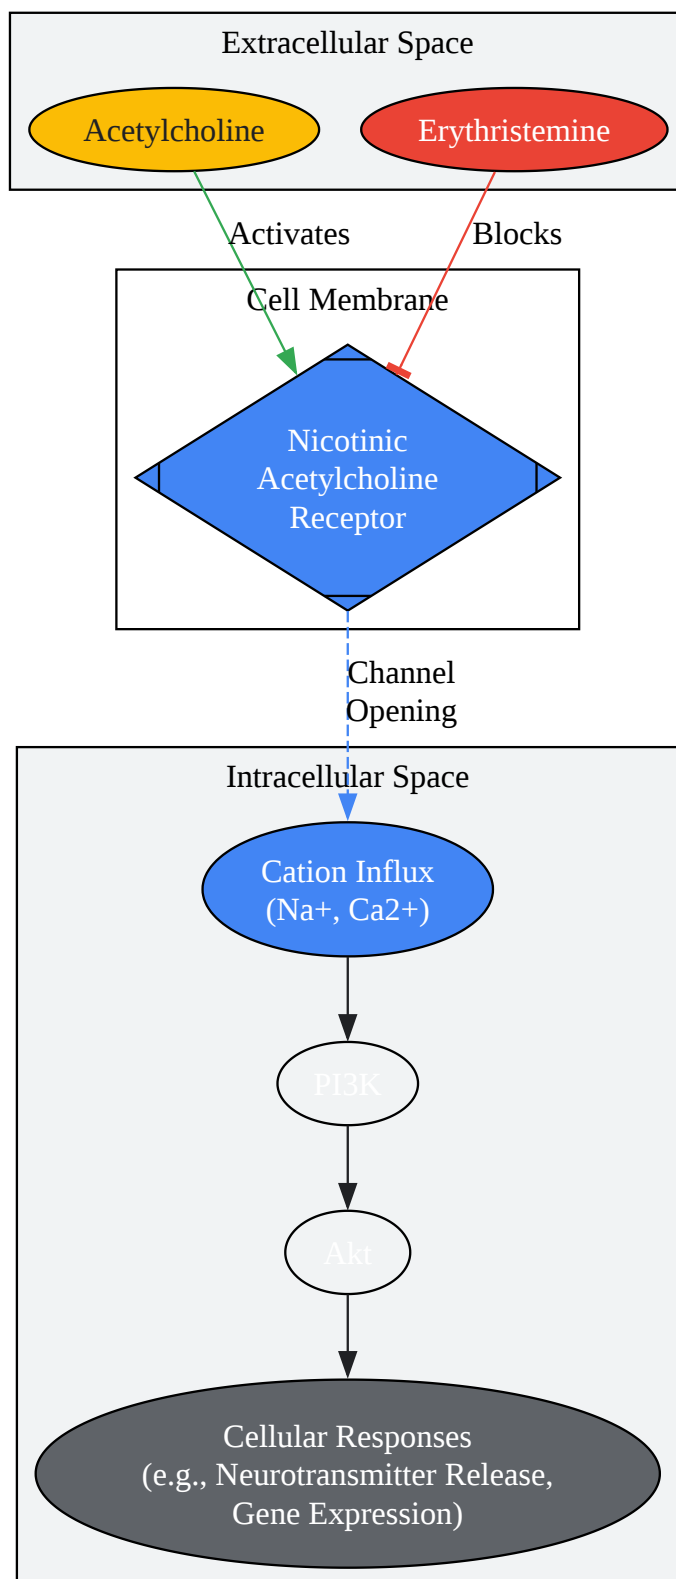 Extracellular Space
Acetylcholine
Erythristemine
Activates
Blocks
Cell Membrane
Nicotinic
Acetylcholine
Receptor
Channel
Opening
Intracellular Space
Cation Influx
(Na+, Ca2+)
PI3K
Akt
Cellular Responses
(e.g., Neurotransmitter Release,
Gene Expression)